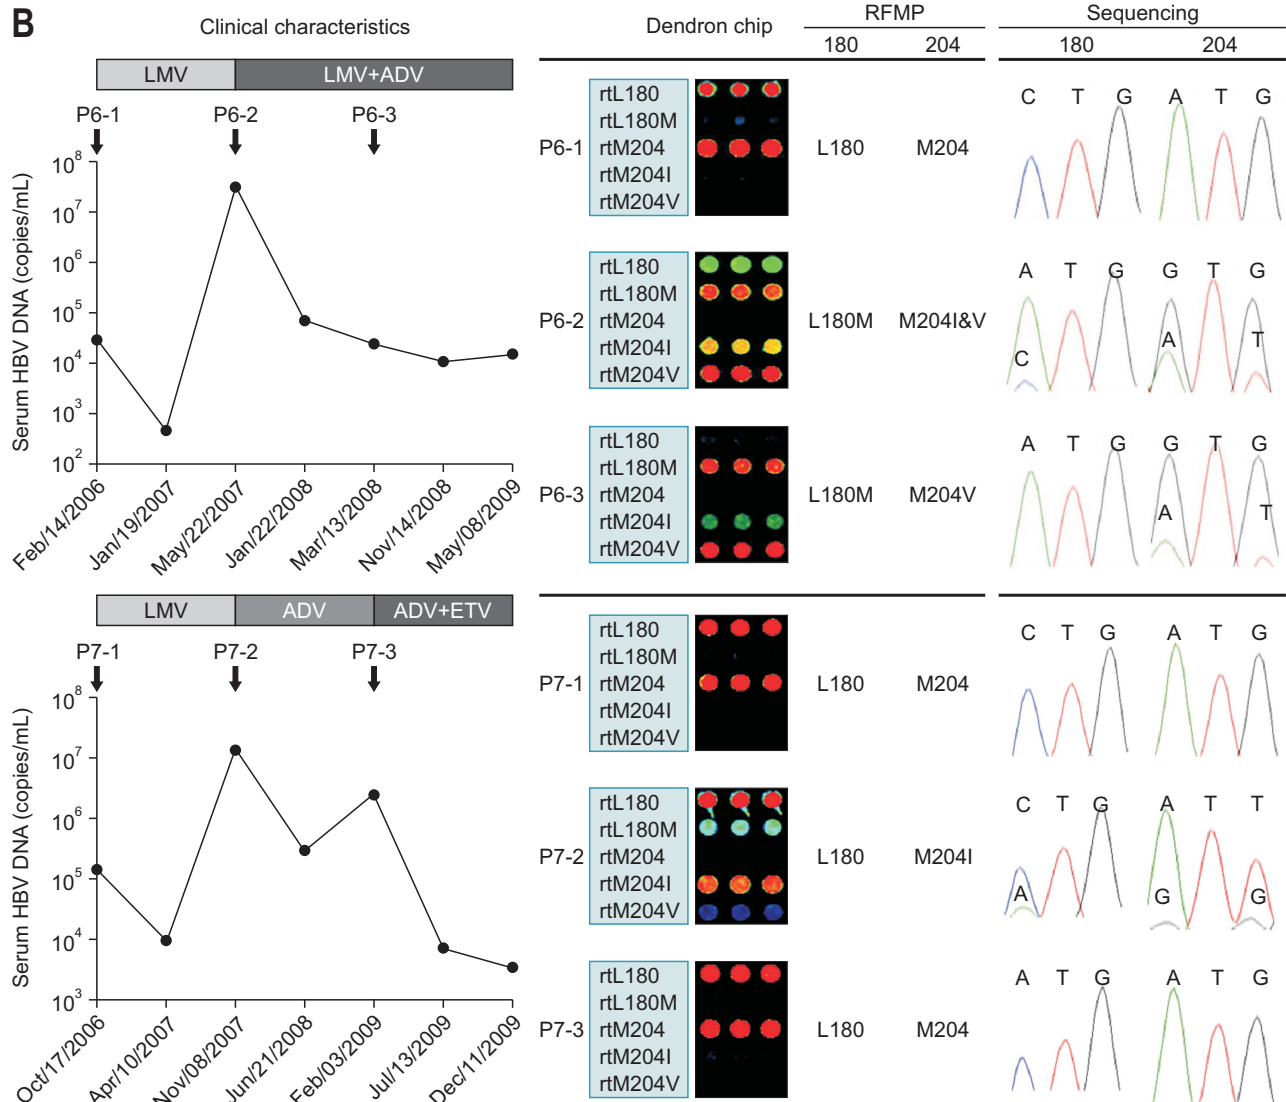 B
Clinical characteristics
Dendron chip
RFMP
180 204
Sequencing
180 204
LMV LMV+ADV
P6-1 P6-2 P6-3
Serum HBV DNA (copies/mL)
10^8
10^7
10^6
10^5
10^4
10^3
10^2
Feb/14/2006 Jan/19/2007 May/22/2007 Jan/22/2008 Mar/13/2008 Nov/14/2008 May/08/2009
P6-1
rtL180
rtL180M
rtM204
rtM204I
rtM204V
L180 M204
C T G A T G
P6-2
rtL180
rtL180M
rtM204
rtM204I
rtM204V
L180M M204I&V
A T G G T G
C A T
P6-3
rtL180
rtL180M
rtM204
rtM204I
rtM204V
L180M M204V
A T G G T G
A T
LMV ADV ADV+ETV
P7-1 P7-2 P7-3
Serum HBV DNA (copies/mL)
10^8
10^7
10^6
10^5
10^4
10^3
Oct/17/2006 Apr/10/2007 Nov/08/2007 Jun/21/2008 Feb/03/2009 Jul/13/2009 Dec/11/2009
P7-1
rtL180
rtL180M
rtM204
rtM204I
rtM204V
L180 M204
C T G A T G
P7-2
rtL180
rtL180M
rtM204
rtM204I
rtM204V
L180 M204I
C T G A T T
A G G
P7-3
rtL180
rtL180M
rtM204
rtM204I
rtM204V
L180 M204
A T G A T G